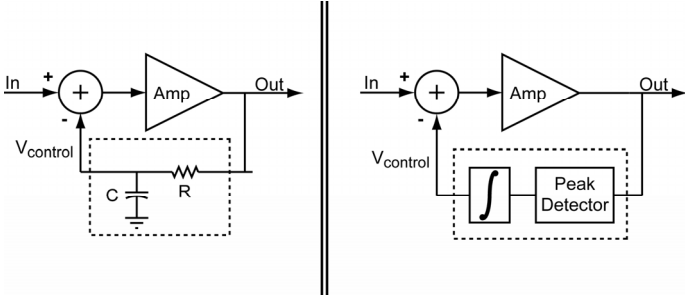 In
+
+
-
Amp
Out
Vcontrol
C
R
In
+
+
-
Amp
Out
Vcontrol
∫
Peak
Detector